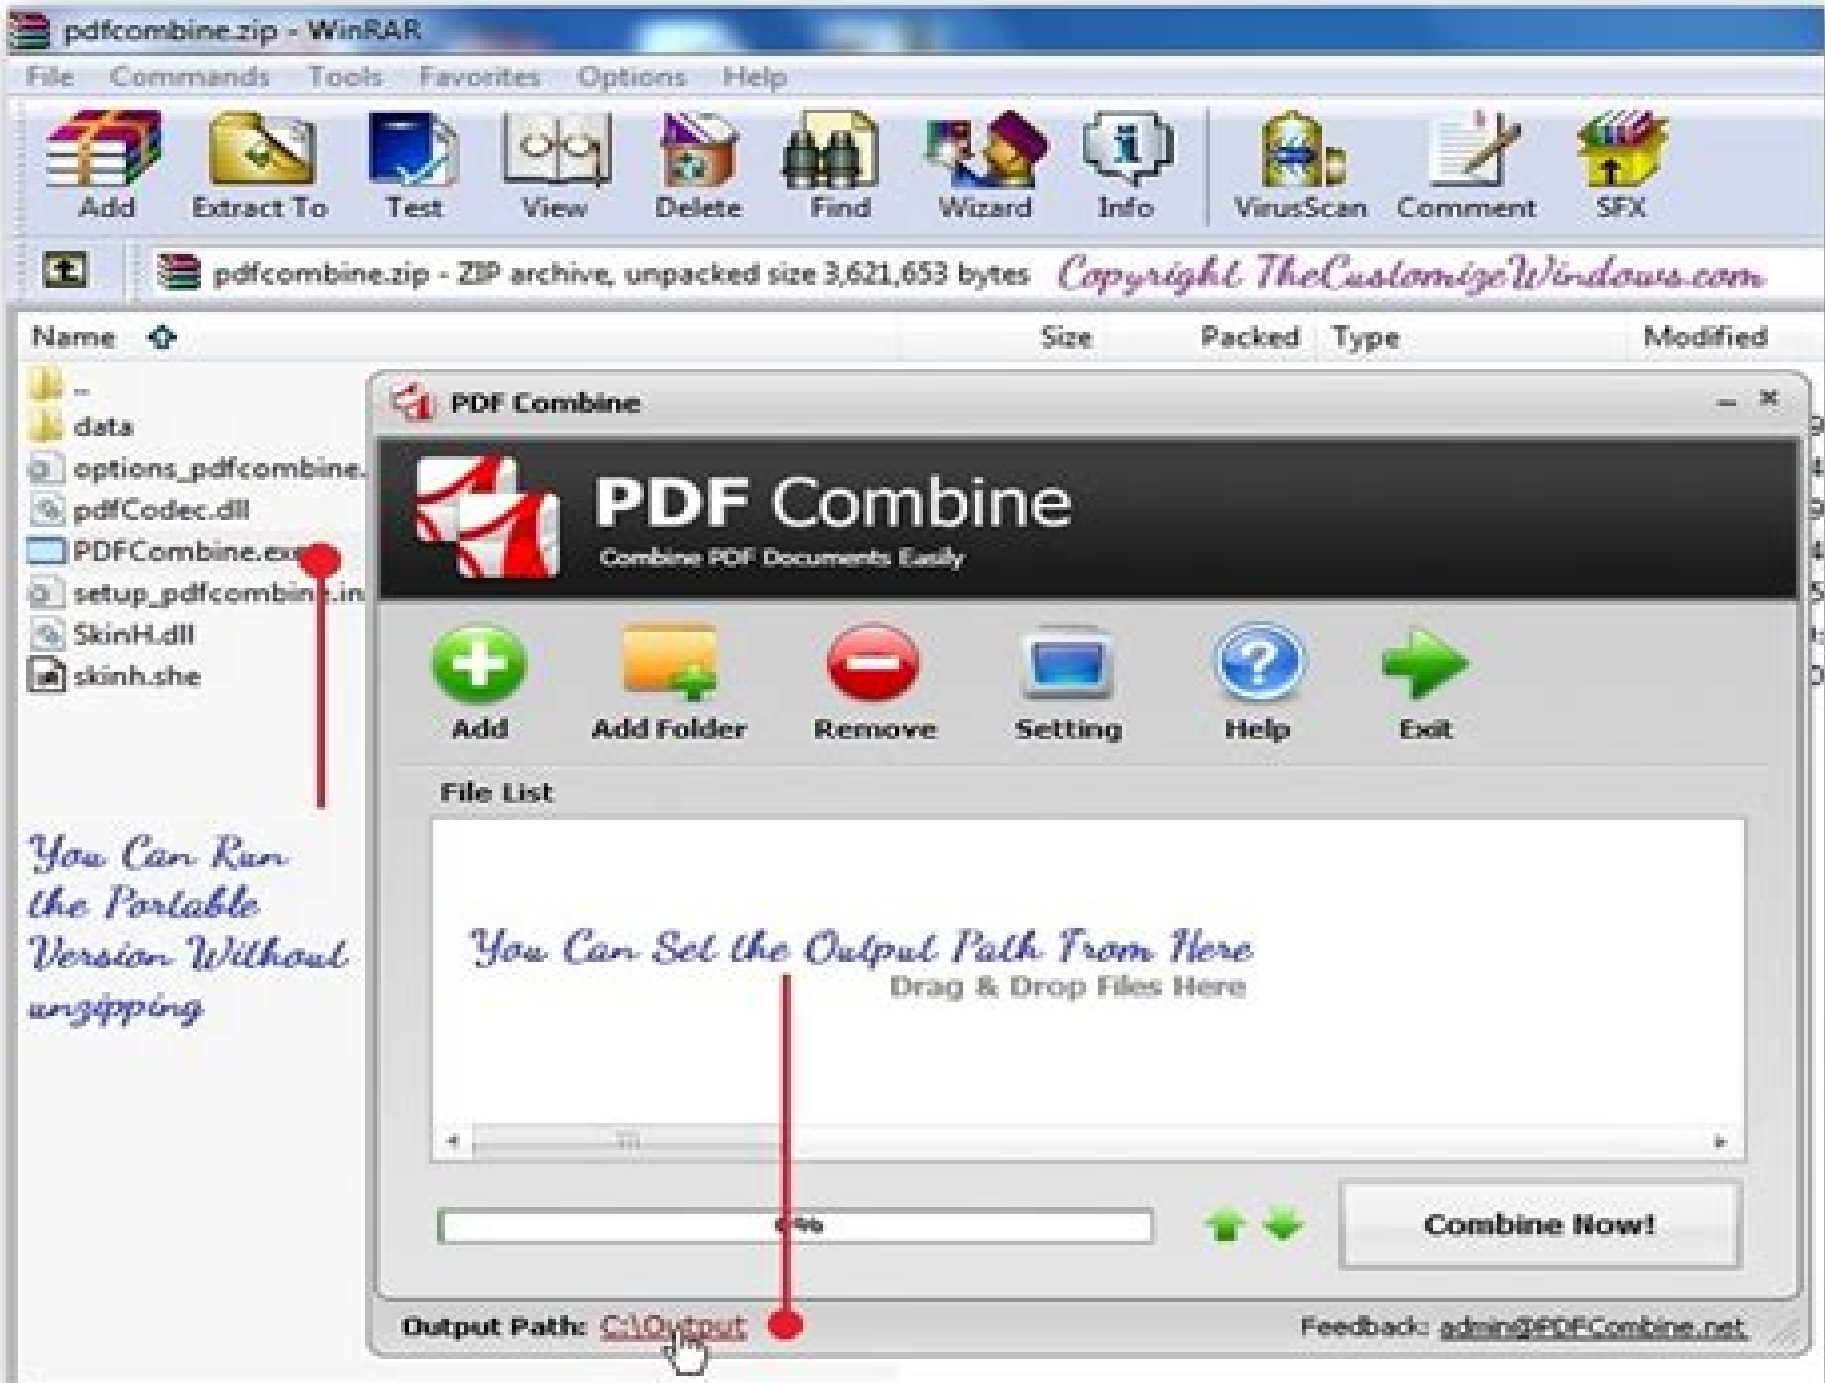 pdfcombine.zip - WinRAR
File Commands Tools Favorites Options Help
Add Extract To Test View Delete Find Wizard Info VirusScan Comment SFX
pdfcombine.zip - ZIP archive, unpacked size 3,621,653 bytes Copyright TheCustomizeWindows.com
Name Size Packed Type Modified
..
data
options_pdfcombine.
pdfCodec.dll
PDFCombine.exe
setup_pdfcombine.in
SkinH.dll
skinh.she
You Can Run
the Portable
Version Without
unzipping
PDF Combine
PDF Combine
Combine PDF Documents Easily
Add Add Folder Remove Setting Help Exit
File List
You Can Set the Output Path From Here
Drag & Drop Files Here
Combine Now!
Output Path: C:\Output Feedback: admin@PDFCombine.net